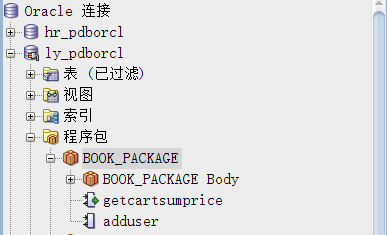 Oracle 连接
hr_pdborcl
ly_pdborcl
表 (已过滤)
视图
索引
程序包
BOOK_PACKAGE
BOOK_PACKAGE Body
getcartsumprice
adduser